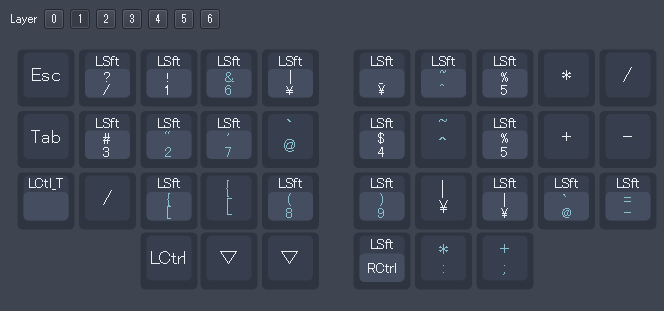 Layer 0 1 2 3 4 5 6
LSft LSft LSft LSft LSft LSft LSft
Esc ? ! & | _ ~ % * /
/ 1 6 ¥ ¥ ^ 5
LSft LSft LSft ` LSft ~ LSft
Tab # " ' @ $ ^ % + -
3 2 7 4 5
LCtl_T LSft { LSft LSft | LSft LSft LSft
/ { [ ( ) ¥ | ` =
[ 8 9 ¥ @ -
LSft * +
LCtrl ▽ ▽ RCtrl : ;